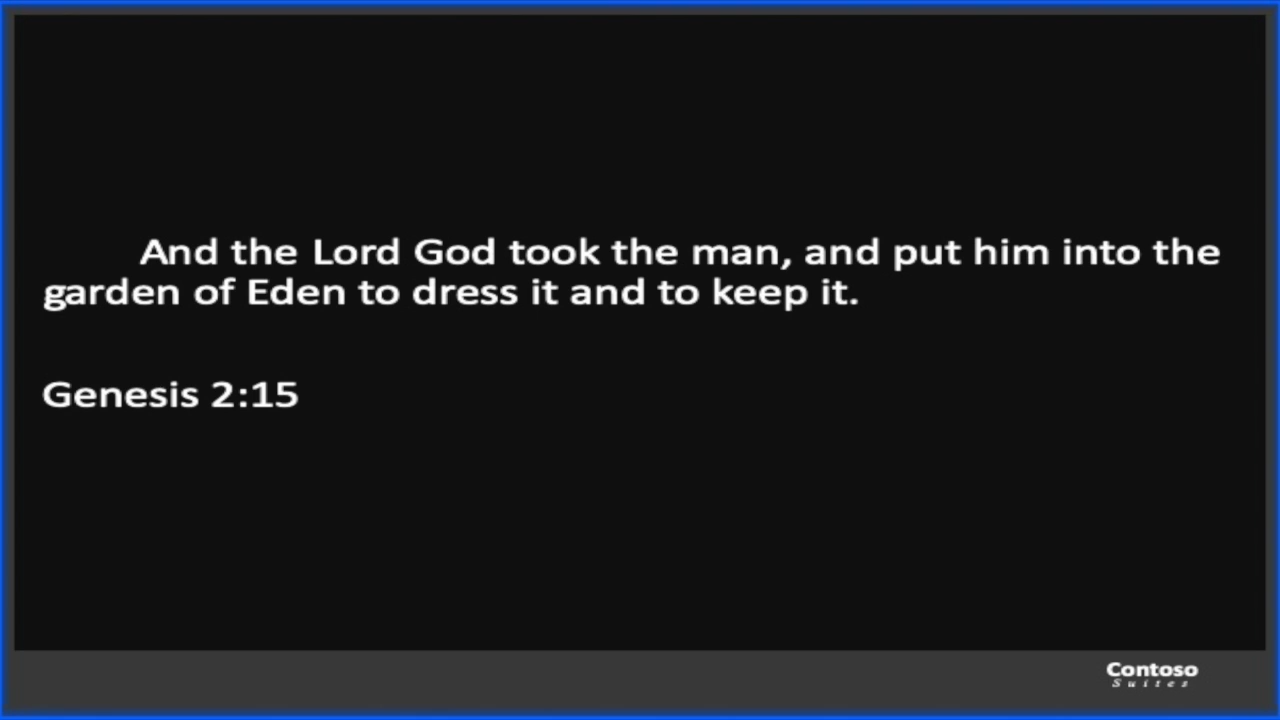 And the Lord God took the man, and put him into the
garden of Eden to dress it and to keep it.
Genesis 2:15
Contoso
Suites